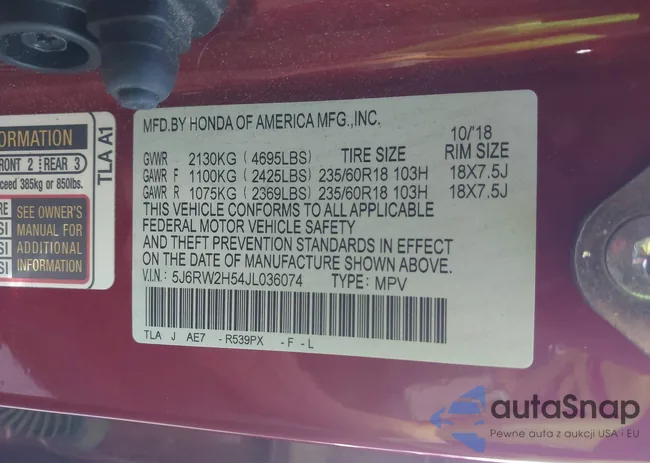 ORMATION
FRONT 2 REAR 3
ceed 385kg or 850lbs.
SEE OWNER'S
MANUAL FOR
ADDITIONAL
INFORMATION
TLA A1
MFD.BY HONDA OF AMERICA MFG.,INC.
10/'18
GVWR 2130KG ( 4695LBS) TIRE SIZE RIM SIZE
GAWR F 1100KG ( 2425LBS) 235/60R18 103H 18X7.5J
GAWR R 1075KG ( 2369LBS) 235/60R18 103H 18X7.5J
THIS VEHICLE CONFORMS TO ALL APPLICABLE
FEDERAL MOTOR VEHICLE SAFETY
AND THEFT PREVENTION STANDARDS IN EFFECT
ON THE DATE OF MANUFACTURE SHOWN ABOVE.
V.I.N.: 5J6RW2H54JL036074 TYPE: MPV
TLA J AE7 - R539PX - F - L
autaSnap
Pewne auta z aukcji USA i EU